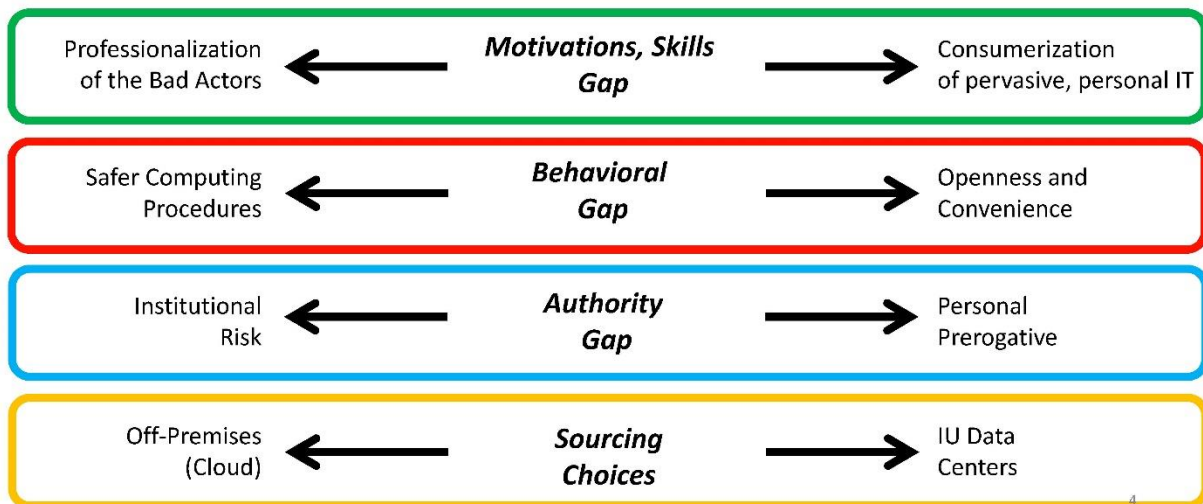 Professionalization
of the Bad Actors
Motivations, Skills
Gap
Consumerization
of pervasive, personal IT
Safer Computing
Procedures
Behavioral
Gap
Openness and
Convenience
Institutional
Risk
Authority
Gap
Personal
Prerogative
Off-Premises
(Cloud)
Sourcing
Choices
IU Data
Centers
4